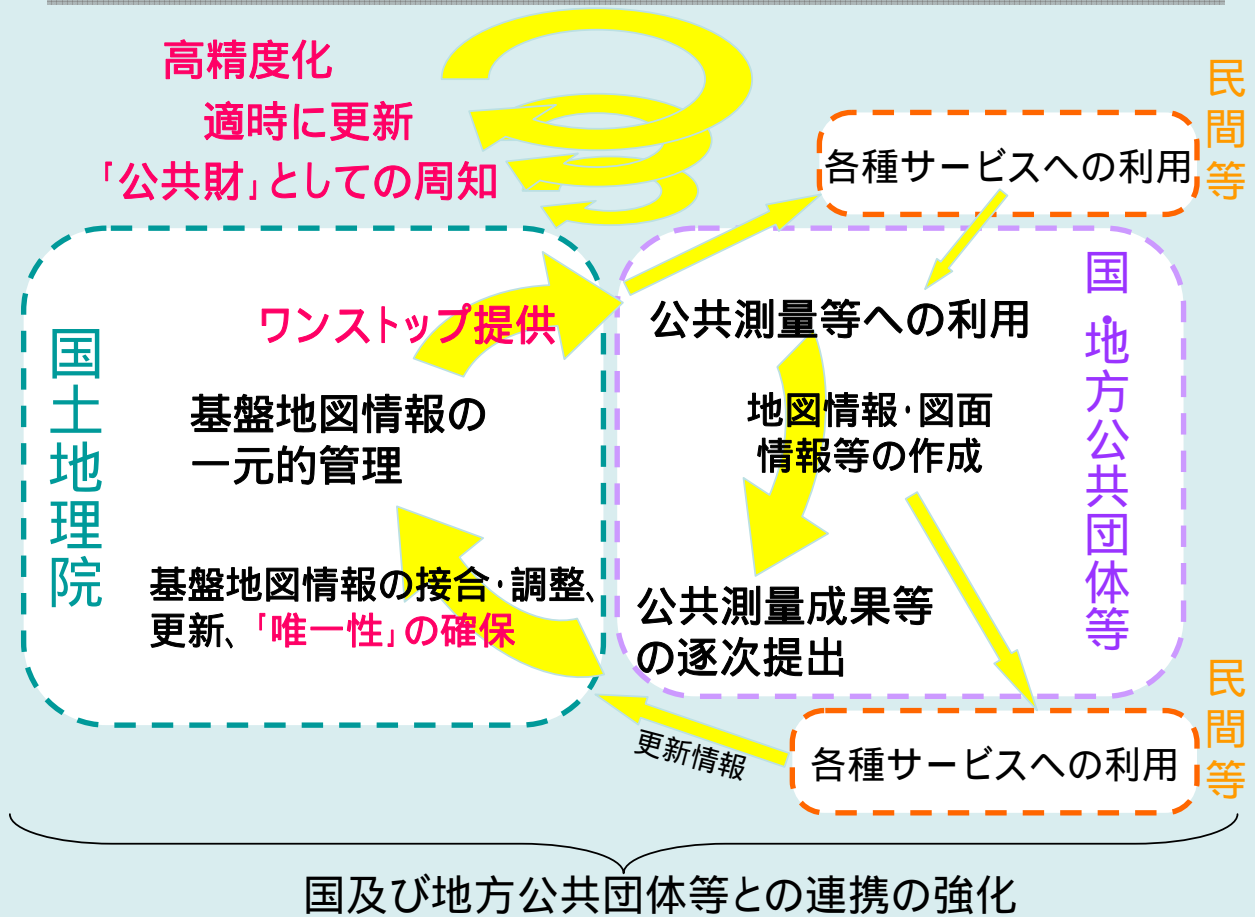 高精度化
適時に更新
「公共財」としての周知
民間等
各種サービスへの利用
国土地理院
ワンストップ提供
基盤地図情報の
一元的管理
基盤地図情報の接合・調整、
更新、「唯一性」の確保
国・地方公共団体等
公共測量等への利用
地図情報・図面
情報等の作成
公共測量成果等
の逐次提出
更新情報
各種サービスへの利用
民間等
国及び地方公共団体等との連携の強化